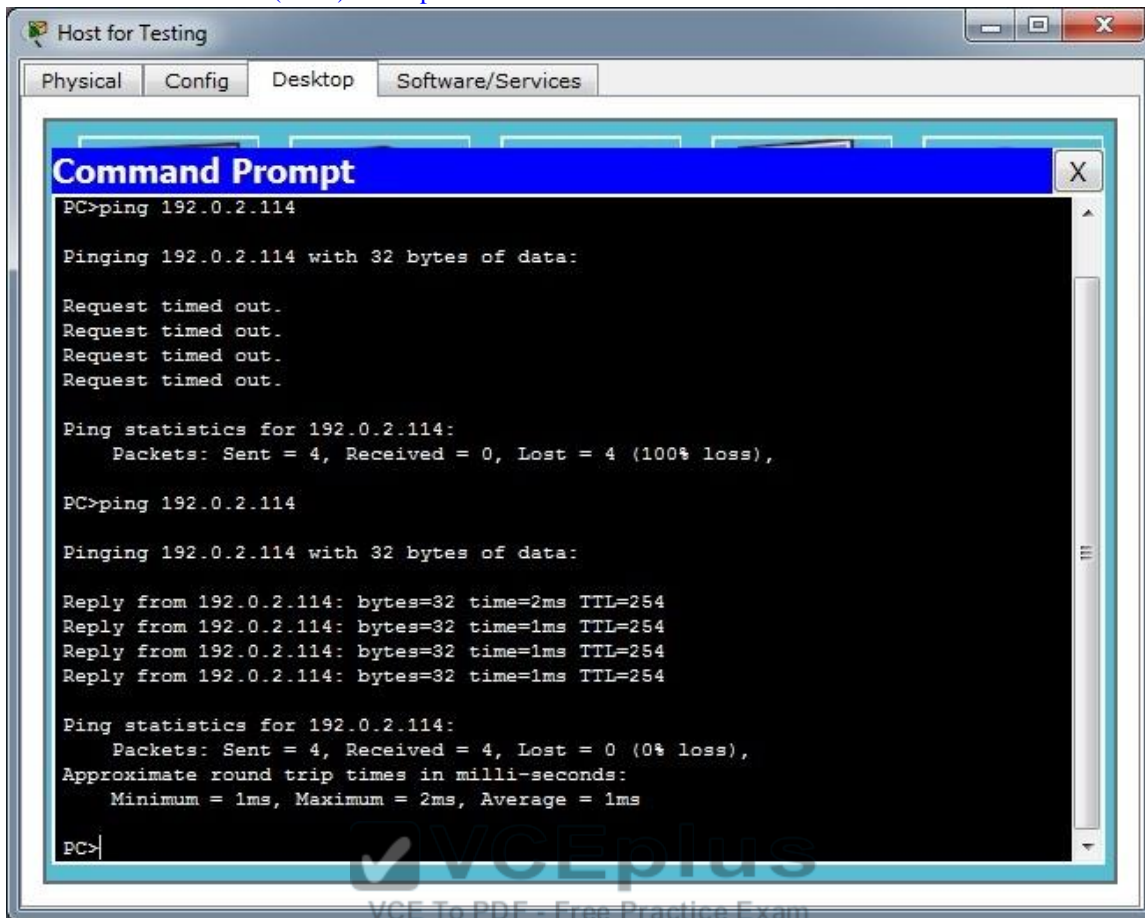 Host for Testing
Physical Config Desktop Software/Services
Command Prompt
X
PC>ping 192.0.2.114
Pinging 192.0.2.114 with 32 bytes of data:
Request timed out.
Request timed out.
Request timed out.
Request timed out.
Ping statistics for 192.0.2.114:
Packets: Sent = 4, Received = 0, Lost = 4 (100% loss),
PC>ping 192.0.2.114
Pinging 192.0.2.114 with 32 bytes of data:
Reply from 192.0.2.114: bytes=32 time=2ms TTL=254
Reply from 192.0.2.114: bytes=32 time=1ms TTL=254
Reply from 192.0.2.114: bytes=32 time=1ms TTL=254
Reply from 192.0.2.114: bytes=32 time=1ms TTL=254
Ping statistics for 192.0.2.114:
Packets: Sent = 4, Received = 4, Lost = 0 (0% loss),
Approximate round trip times in milli-seconds:
Minimum = 1ms, Maximum = 2ms, Average = 1ms
PC>
VCEplus
VCE To PDF - Free Practice Exam